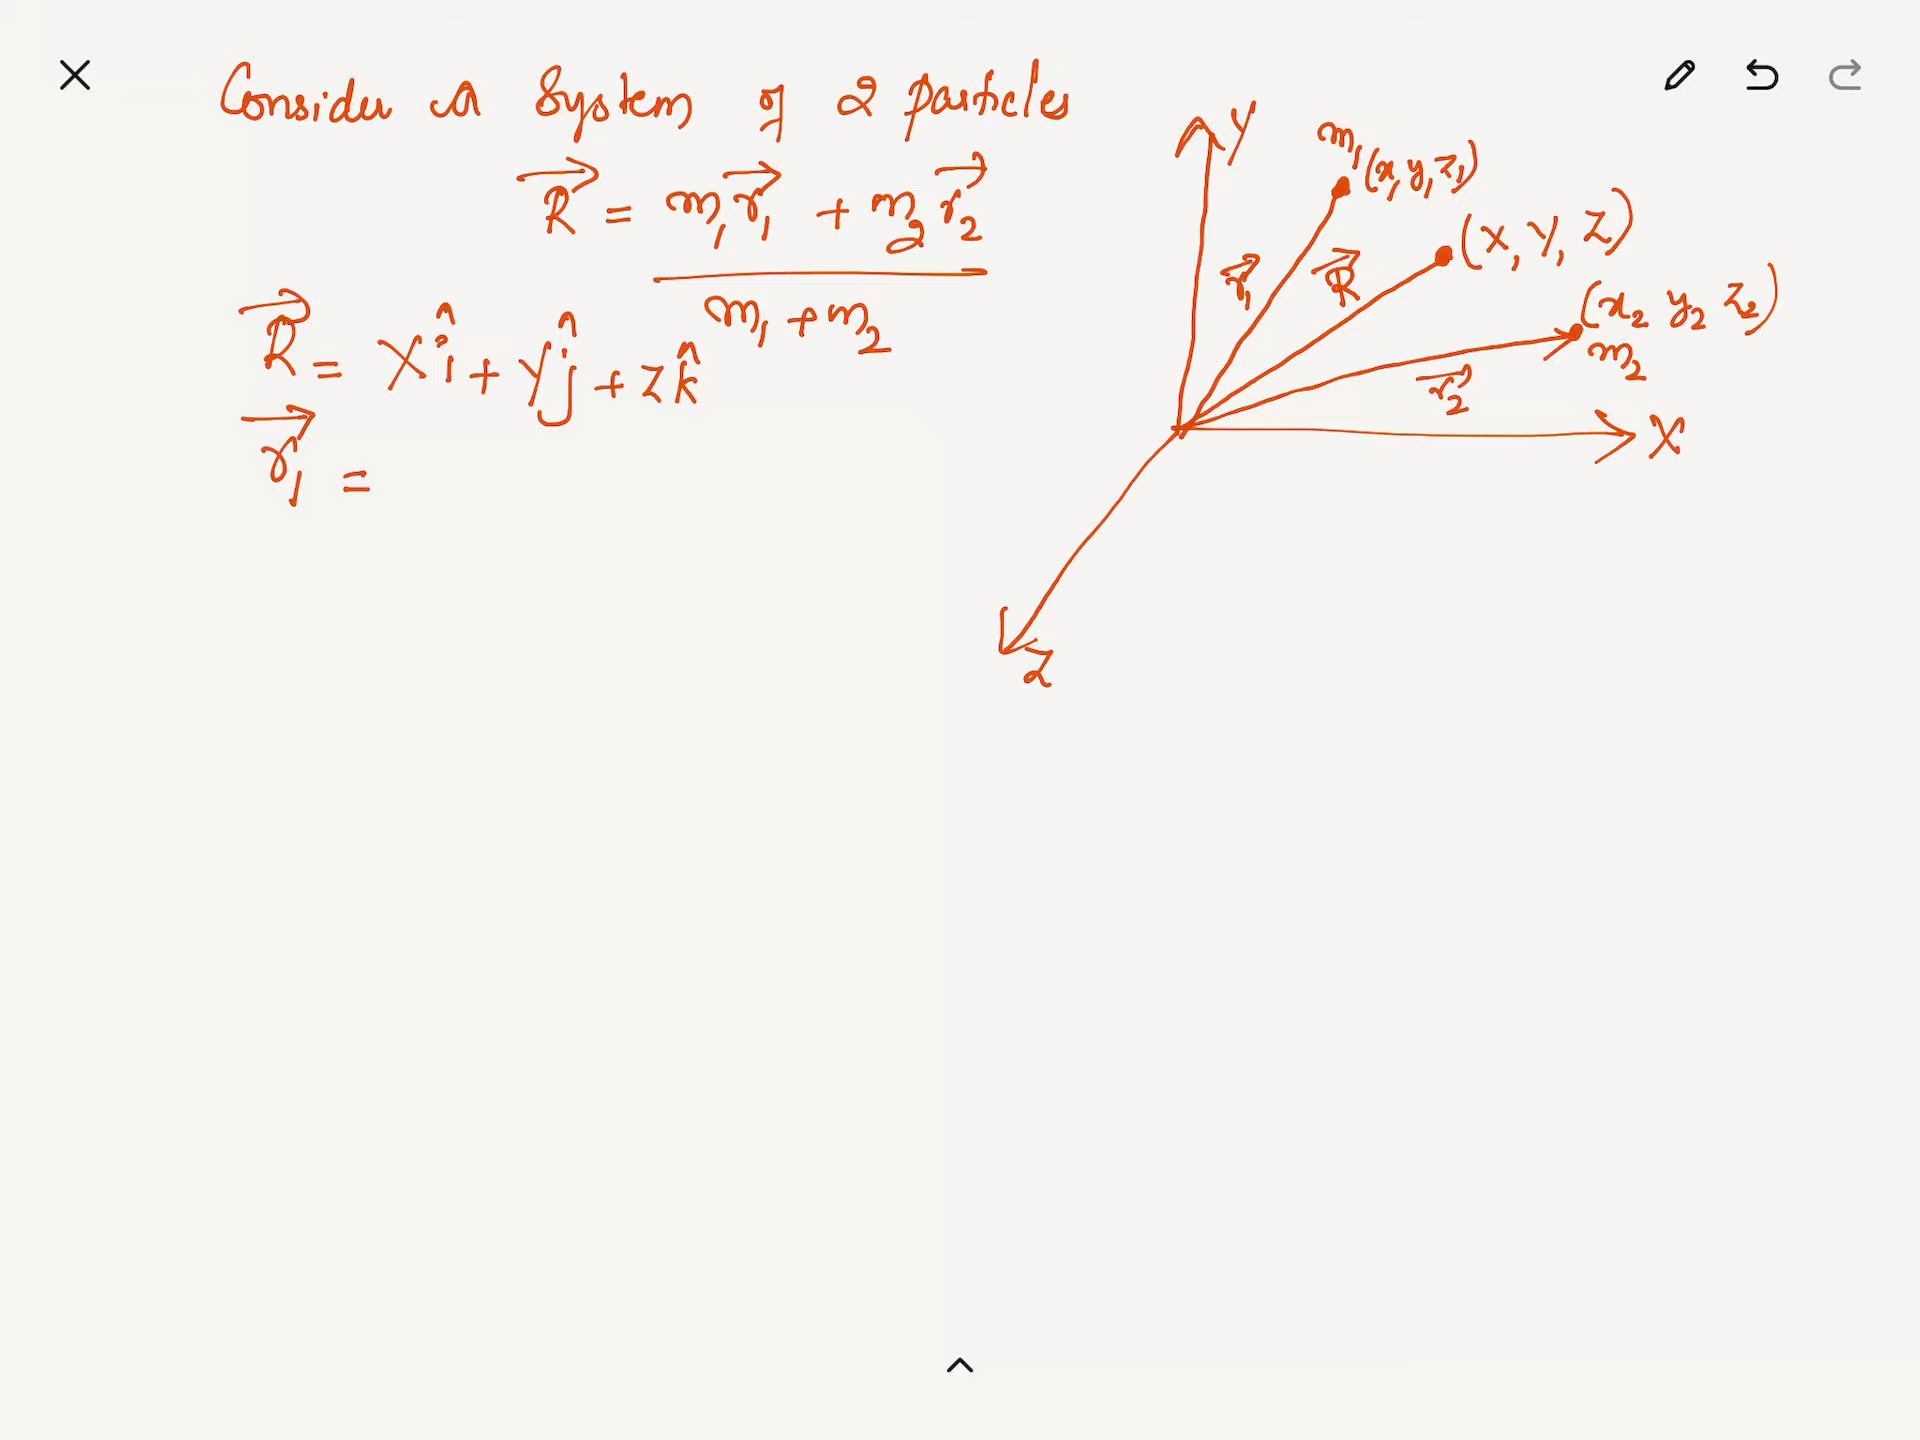 Consider a System of 2 particles
R⃗ = m₁r⃗₁ + m₂r⃗₂
m₁ + m₂
R⃗ = Xî + Yĵ + Zk̂
r⃗₁ =
Y
m₁ (x₁ y₁ z₁)
(X, Y, Z)
r⃗₁
R⃗
(x₂ y₂ z₂)
m₂
r⃗₂
X
Z